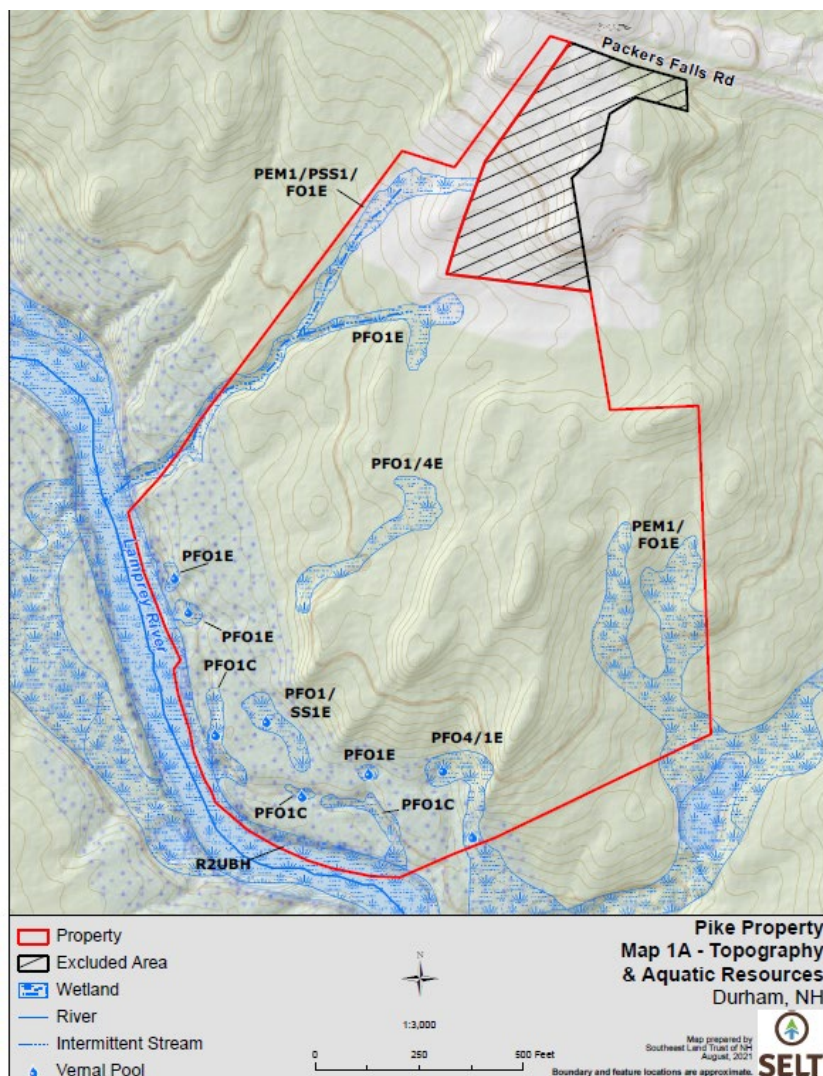 Packers Falls Rd
PEM1/PSS1/
FO1E
PFO1E
PFO1/4E
PEM1/
FO1E
PFO1E
Lamprey River
PFO1E
PFO1C
PFO1/
SS1E
PFO1E
PFO4/1E
PFO1C
PFO1C
R2UBH
Property
Excluded Area
Wetland
River
Intermittent Stream
Vernal Pool
N
1:3,000
0 250 500 Feet
Pike Property
Map 1A - Topography
& Aquatic Resources
Durham, NH
Map prepared by
Southeast Land Trust of NH
August, 2021
Boundary and feature locations are approximate.
SELT